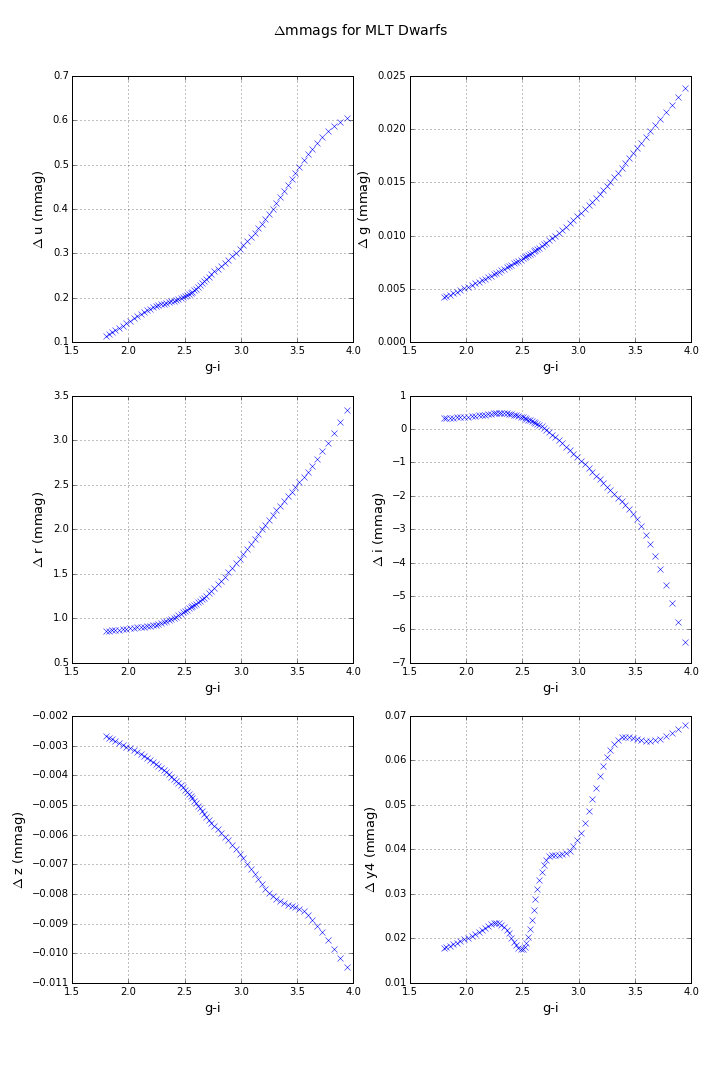 Δmmags for MLT Dwarfs
0.7
0.6
0.5
0.4
0.3
0.2
0.1
Δ u (mmag)
1.5 2.0 2.5 3.0 3.5 4.0
g-i
0.025
0.020
0.015
0.010
0.005
0.000
Δ g (mmag)
1.5 2.0 2.5 3.0 3.5 4.0
g-i
3.5
3.0
2.5
2.0
1.5
1.0
0.5
Δ r (mmag)
1.5 2.0 2.5 3.0 3.5 4.0
g-i
1
0
−1
−2
−3
−4
−5
−6
−7
Δ i (mmag)
1.5 2.0 2.5 3.0 3.5 4.0
g-i
−0.002
−0.003
−0.004
−0.005
−0.006
−0.007
−0.008
−0.009
−0.010
−0.011
Δ z (mmag)
1.5 2.0 2.5 3.0 3.5 4.0
g-i
0.07
0.06
0.05
0.04
0.03
0.02
0.01
Δ y4 (mmag)
1.5 2.0 2.5 3.0 3.5 4.0
g-i